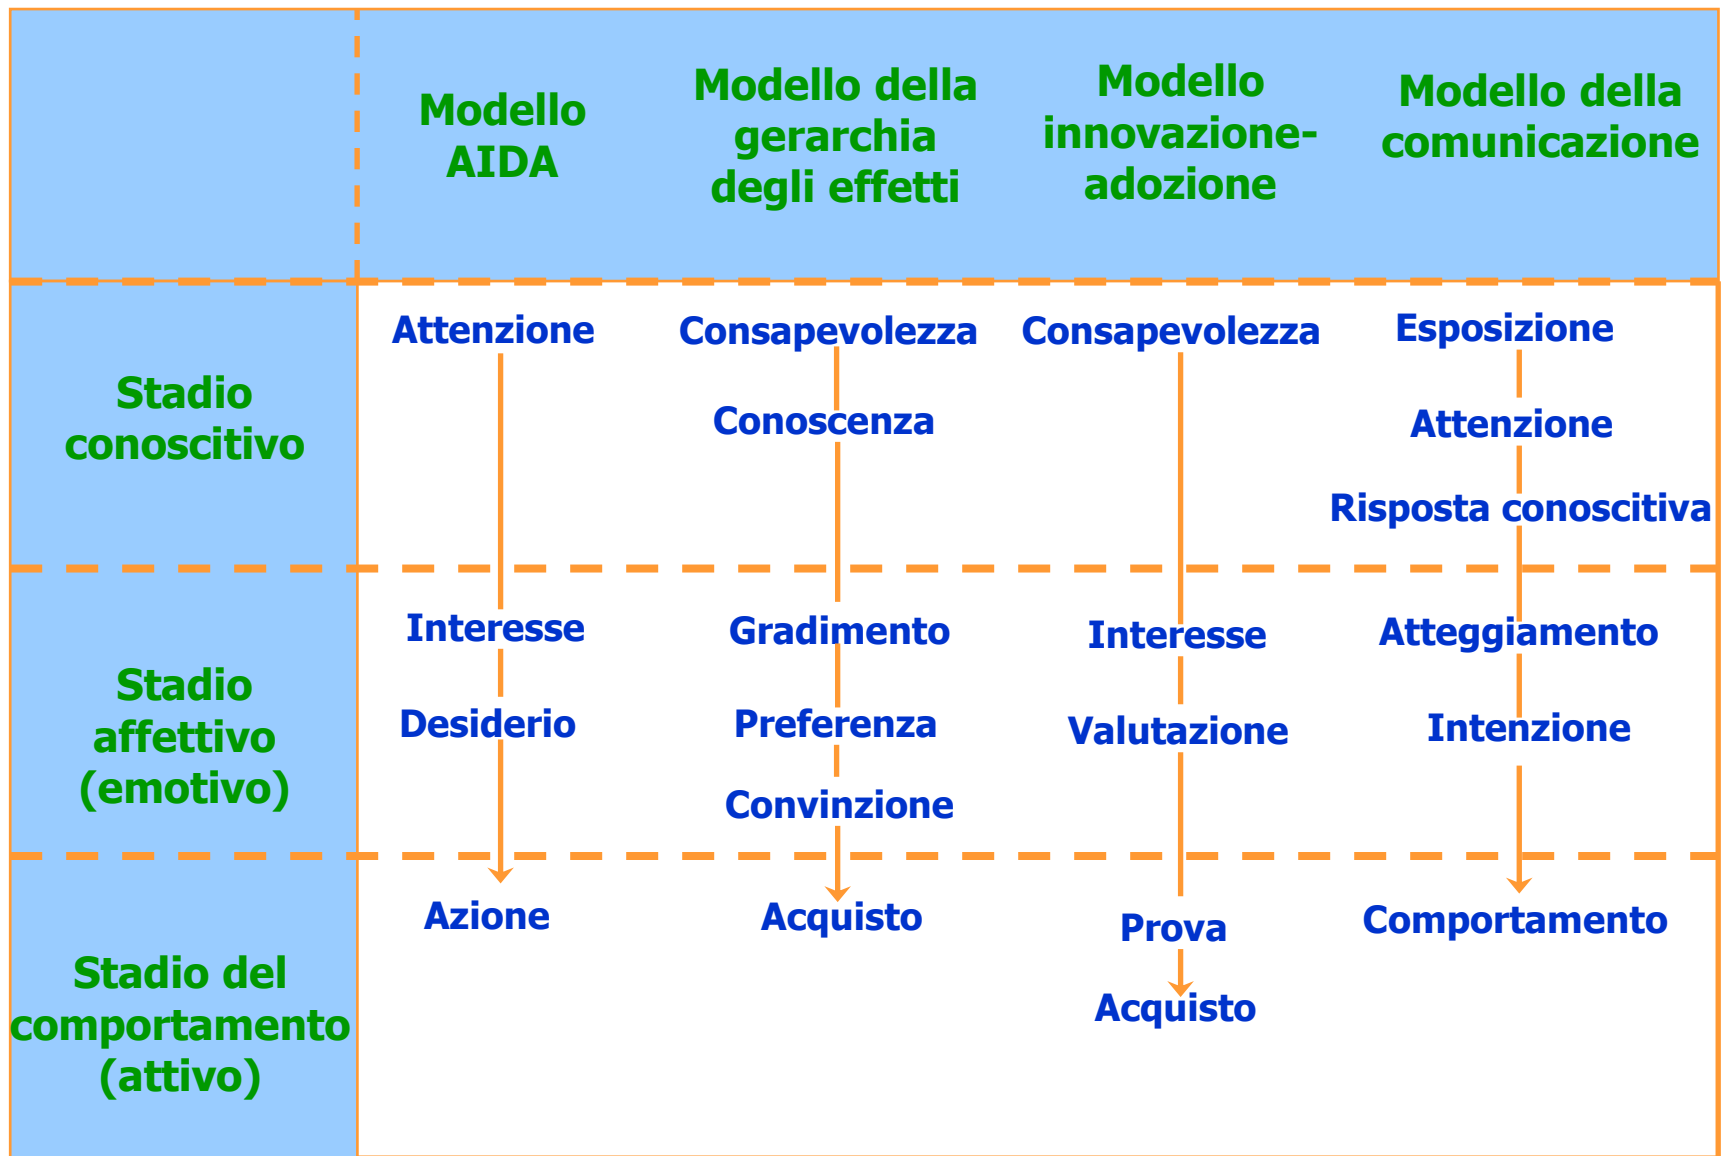 Modello
AIDA
Modello della
gerarchia
degli effetti
Modello
innovazione-
adozione
Modello della
comunicazione
Stadio
conoscitivo
Attenzione
Consapevolezza
Conoscenza
Consapevolezza
Esposizione
Attenzione
Risposta conoscitiva
Stadio
affettivo
(emotivo)
Interesse
Desiderio
Gradimento
Preferenza
Convinzione
Interesse
Valutazione
Atteggiamento
Intenzione
Stadio del
comportamento
(attivo)
Azione
Acquisto
Prova
Acquisto
Comportamento